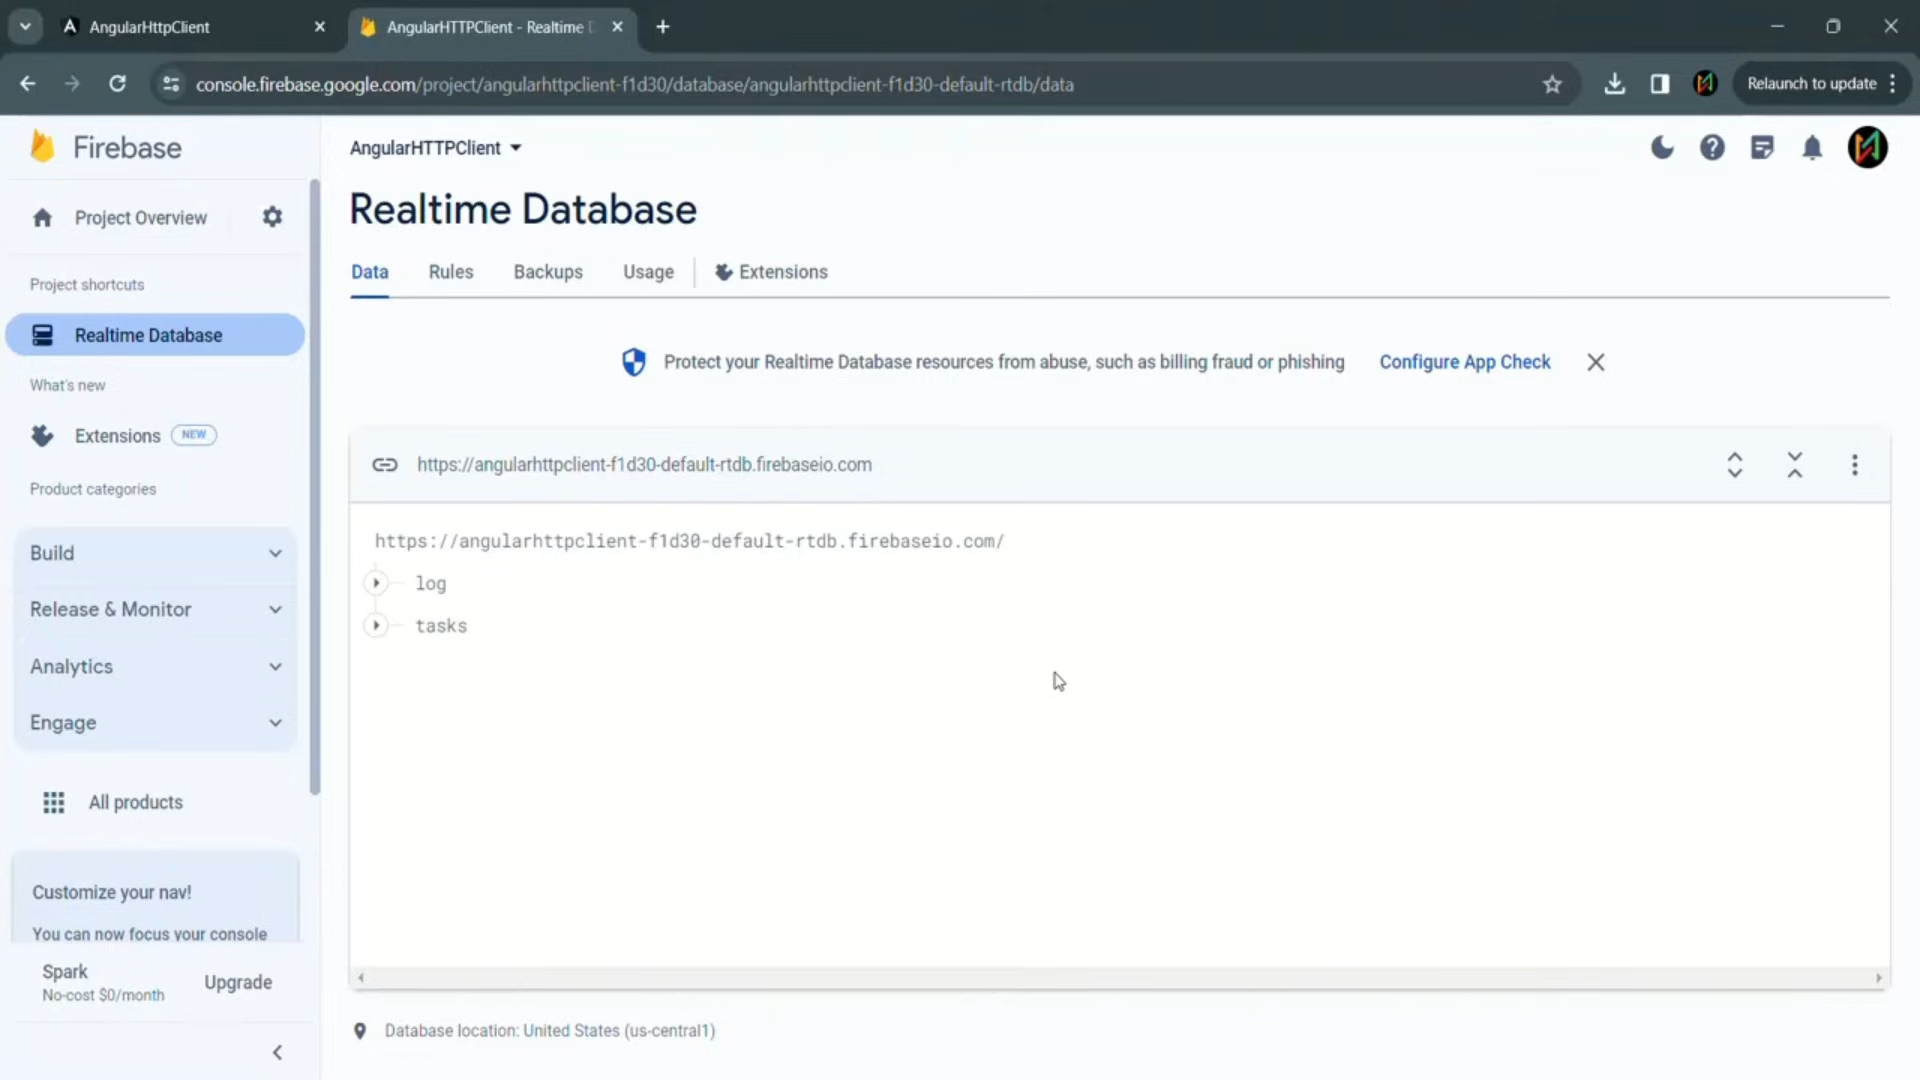 AngularHttpClient
AngularHTTPClient - Realtime D
console.firebase.google.com/project/angularhttpclient-f1d30/database/angularhttpclient-f1d30-default-rtdb/data
Relaunch to update
Firebase
AngularHTTPClient
Project Overview
Realtime Database
Data
Rules
Backups
Usage
Extensions
Project shortcuts
Realtime Database
Protect your Realtime Database resources from abuse, such as billing fraud or phishing
Configure App Check
What's new
Extensions
NEW
https://angularhttpclient-f1d30-default-rtdb.firebaseio.com
Product categories
https://angularhttpclient-f1d30-default-rtdb.firebaseio.com/
Build
log
Release & Monitor
tasks
Analytics
Engage
All products
Customize your nav!
You can now focus your console
Spark
No-cost $0/month
Upgrade
Database location: United States (us-central1)